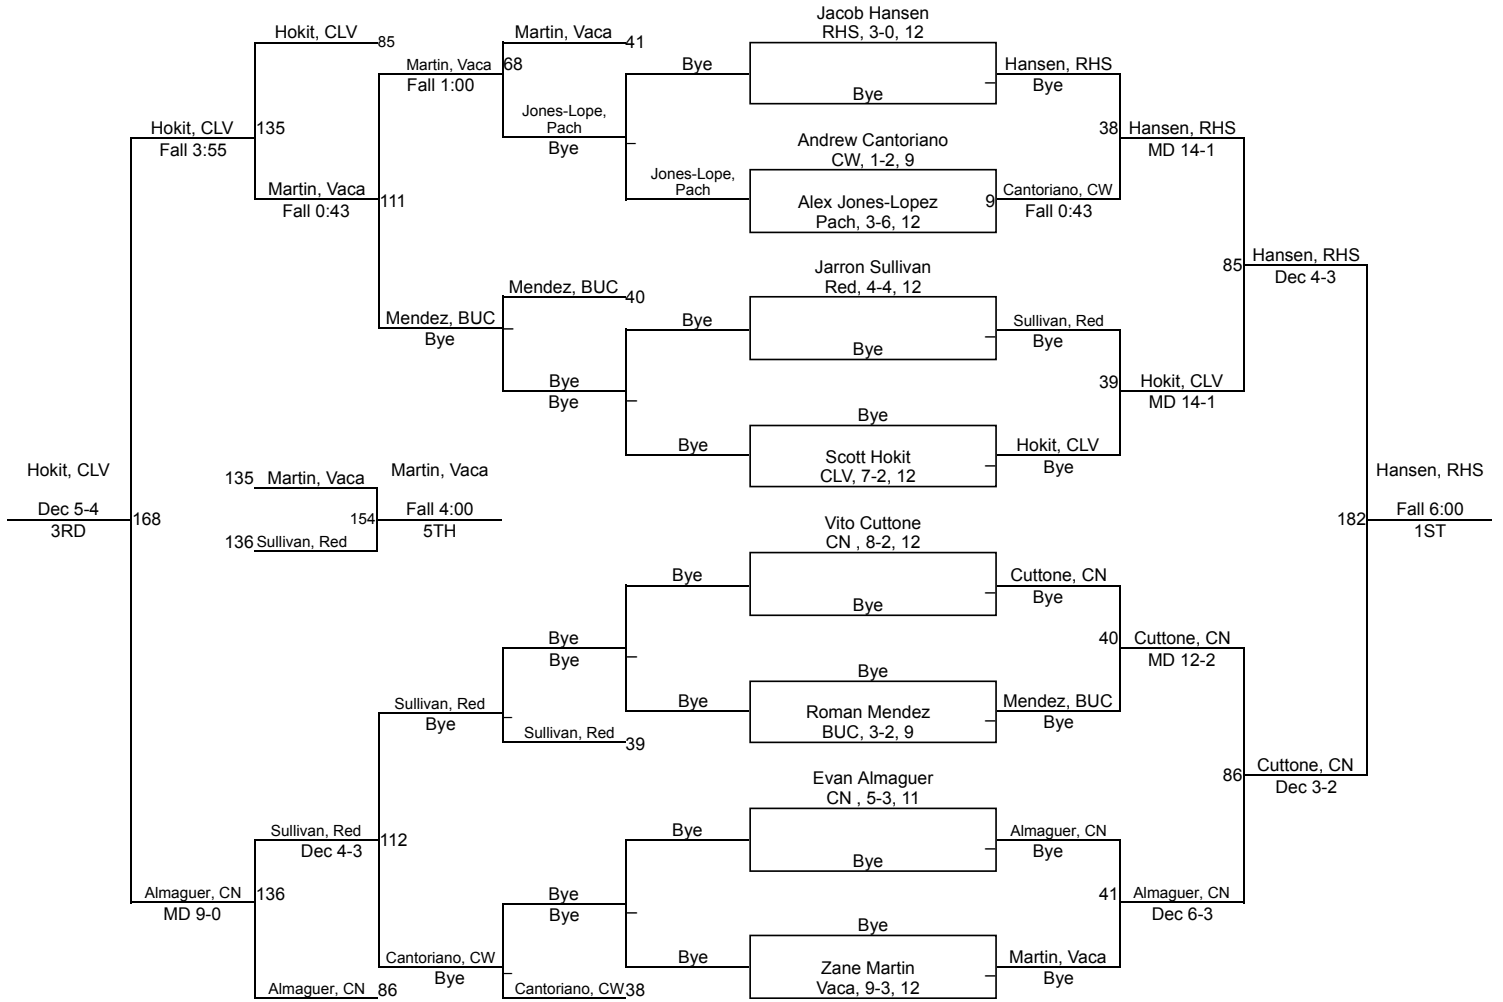 Jacob Hansen
RHS, 3-0, 12
Hokit, CLV
85
Martin, Vaca
41
Martin, Vaca
68
Fall 1:00
Bye
Hansen, RHS
Bye
Bye
Jones-Lope,
Pach
Bye
Hokit, CLV
135
Fall 3:55
38
Hansen, RHS
MD 14-1
Andrew Cantoriano
CW, 1-2, 9
Jones-Lope,
Pach
Martin, Vaca
111
Fall 0:43
Alex Jones-Lopez
Pach, 3-6, 12
9
Cantoriano, CW
Fall 0:43
Jarron Sullivan
Red, 4-4, 12
85
Hansen, RHS
Dec 4-3
Mendez, BUC
40
Mendez, BUC
Bye
Bye
Sullivan, Red
Bye
Bye
Bye
Bye
39
Hokit, CLV
MD 14-1
Bye
Bye
Scott Hokit
CLV, 7-2, 12
Hokit, CLV
Bye
Hokit, CLV
135
Martin, Vaca
Martin, Vaca
Hansen, RHS
Dec 5-4
3RD
168
154
Fall 4:00
5TH
182
Fall 6:00
1ST
136
Sullivan, Red
Vito Cuttone
CN , 8-2, 12
Bye
Cuttone, CN
Bye
Bye
Bye
Bye
40
Cuttone, CN
MD 12-2
Bye
Bye
Roman Mendez
BUC, 3-2, 9
Mendez, BUC
Bye
Sullivan, Red
Bye
Sullivan, Red
39
Evan Almaguer
CN , 5-3, 11
86
Cuttone, CN
Dec 3-2
Sullivan, Red
112
Dec 4-3
Bye
Almaguer, CN
Bye
Bye
Almaguer, CN
136
MD 9-0
Bye
Bye
41
Almaguer, CN
Dec 6-3
Bye
Cantoriano, CW
Bye
Bye
Zane Martin
Vaca, 9-3, 12
Martin, Vaca
Bye
Almaguer, CN
86
Cantoriano, CW
38